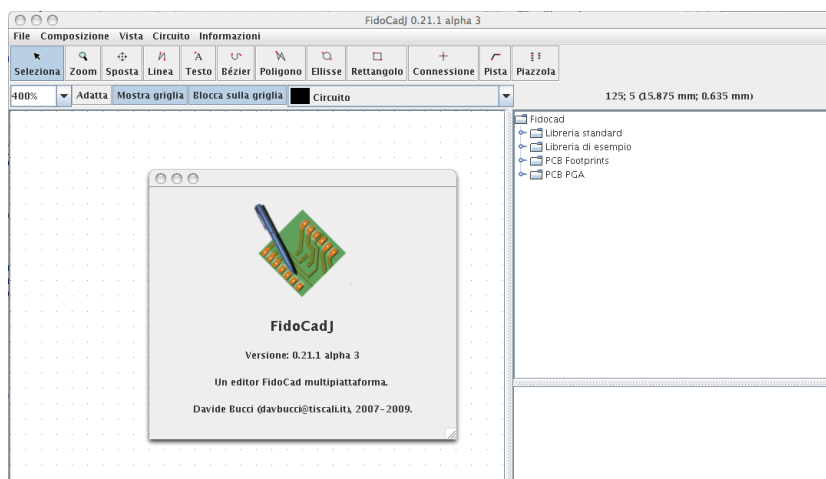 FidoCadJ 0.21.1 alpha 3
File Composizione Vista Circuito Informazioni
Seleziona Zoom Sposta Linea Testo Bézier Poligono Ellisse Rettangolo Connessione Pista Piazzola
400% Adatta Mostra griglia Blocca sulla griglia Circuito 125; 5 (15.875 mm; 0.635 mm)
Fidocad
Libreria standard
Libreria di esempio
PCB Footprints
PCB PGA
FidoCadJ
Versione: 0.21.1 alpha 3
Un editor FidoCad multipiattaforma.
Davide Bucci (davbucci@tiscali.it), 2007-2009.